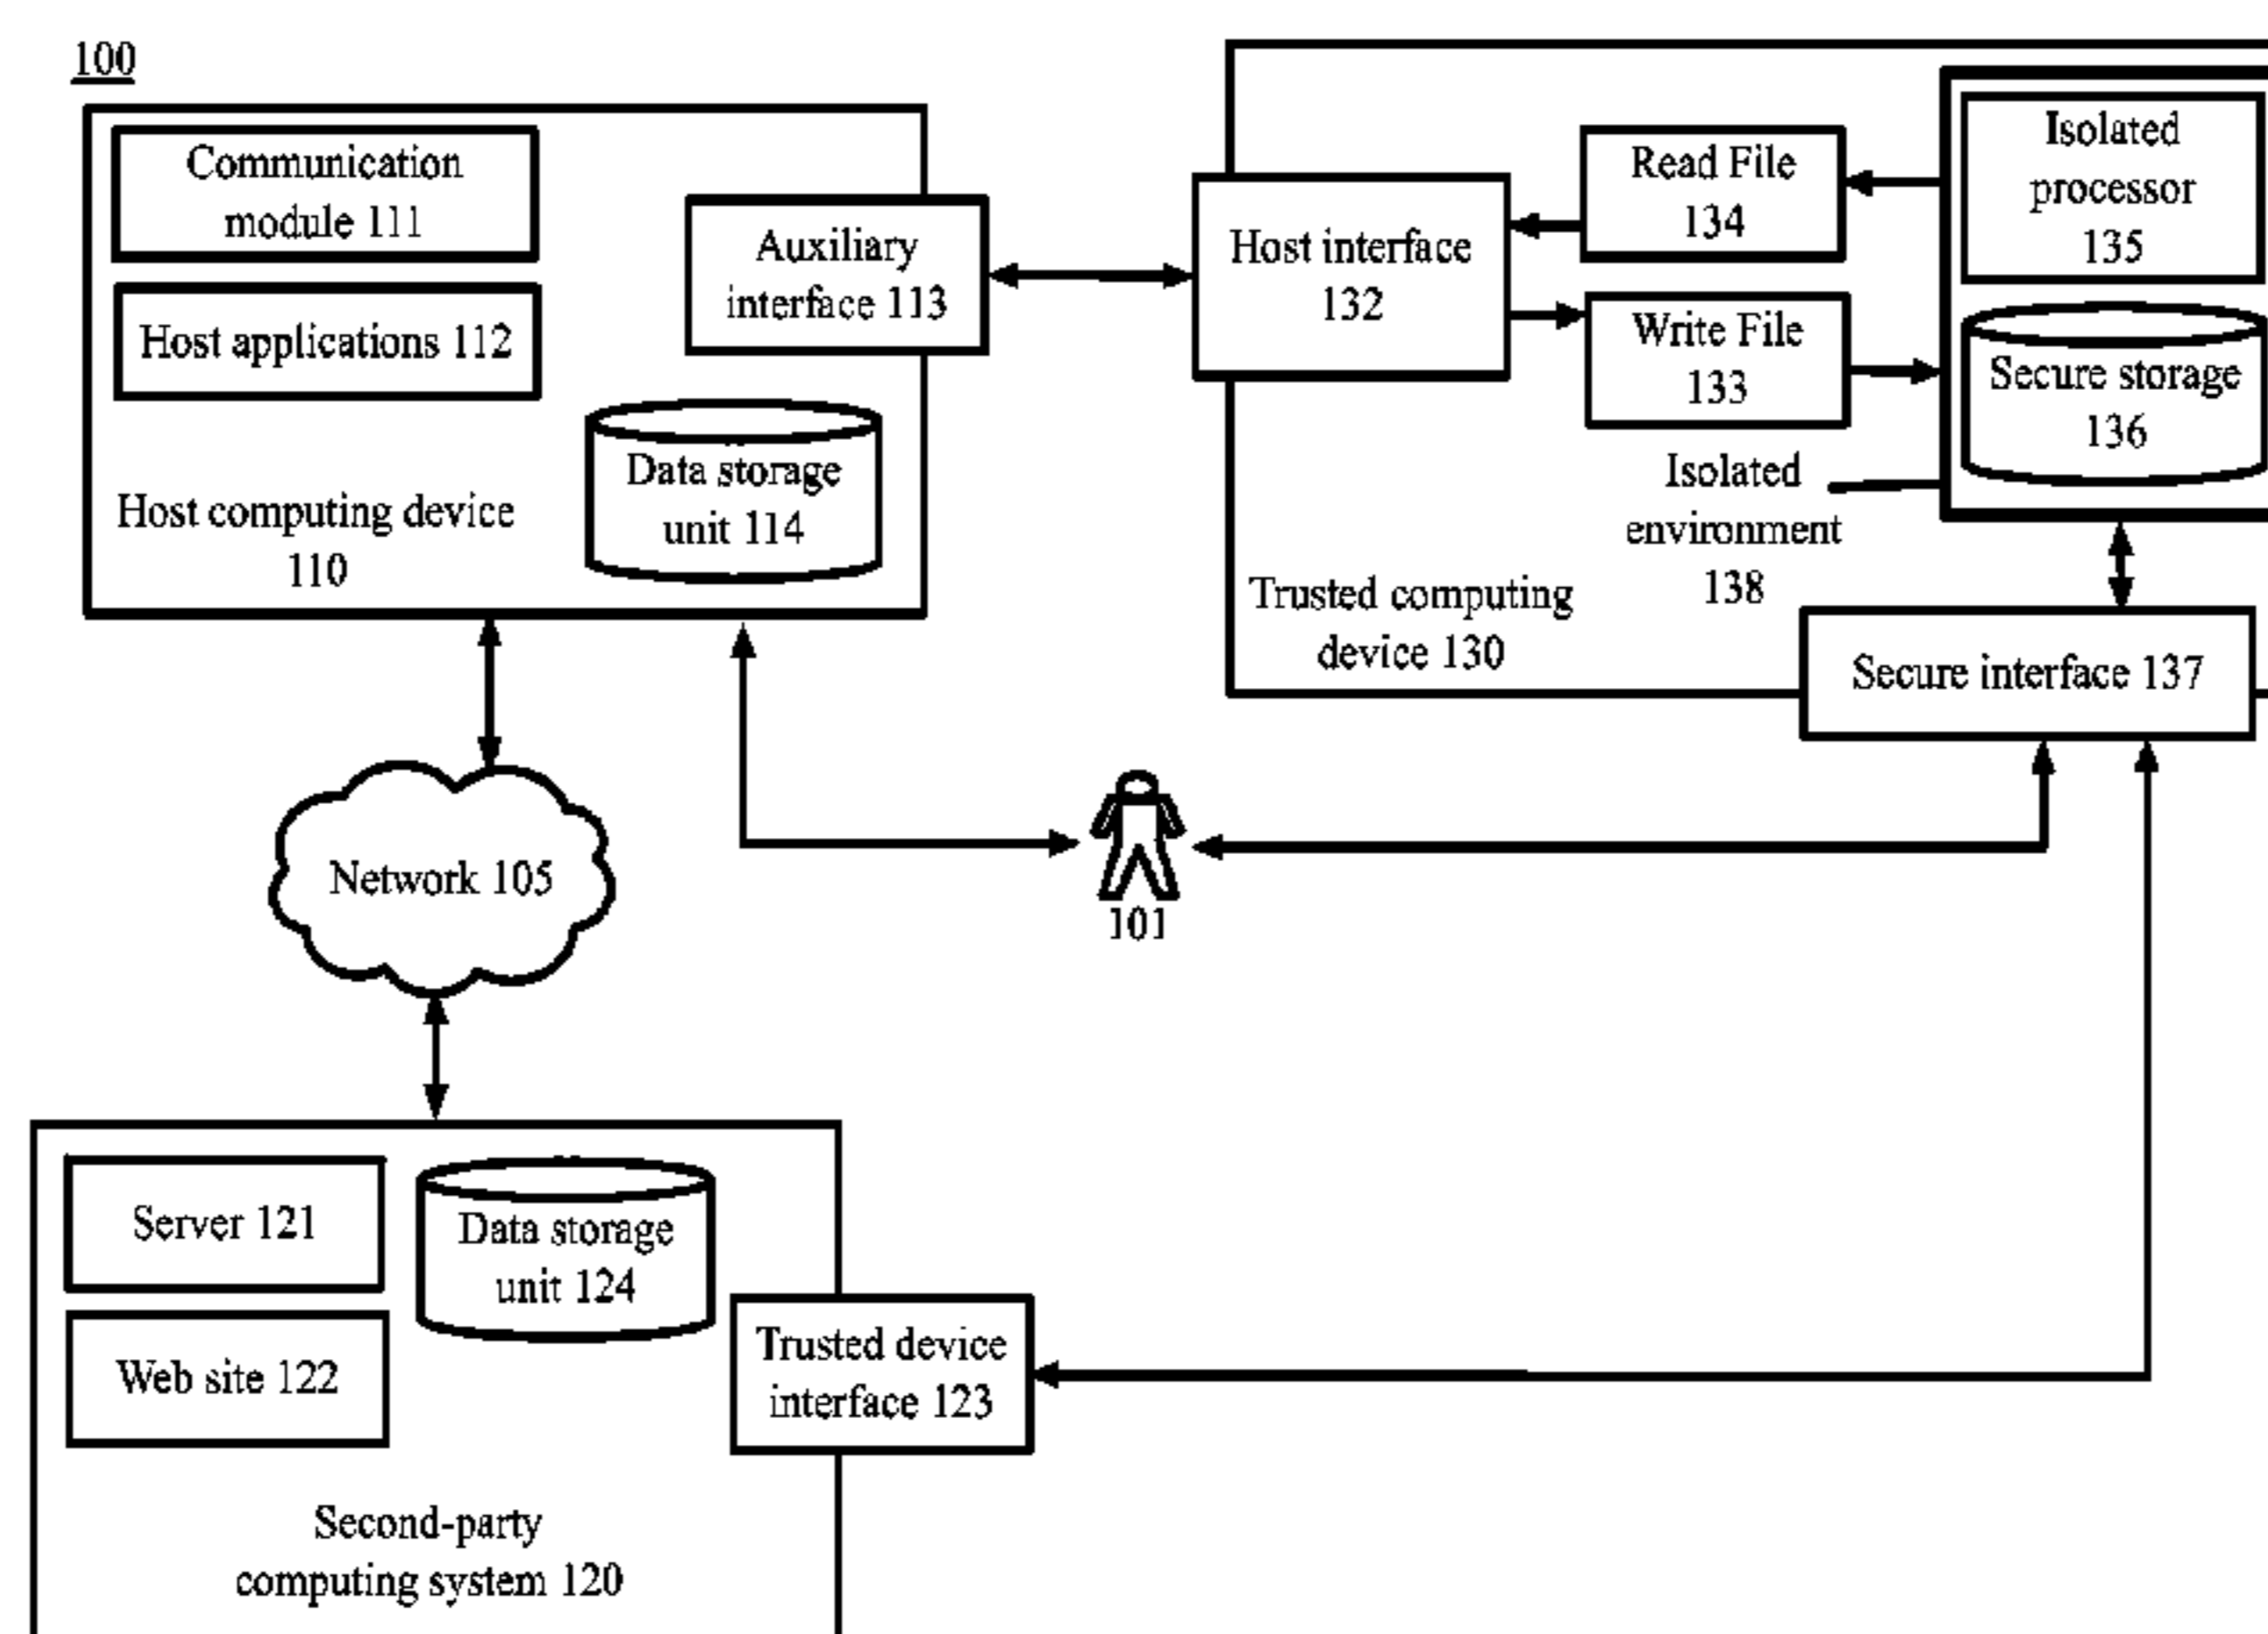 100
Communication
module 111
Host applications 112
Auxiliary
interface 113
Data storage
unit 114
Host computing device
110
Host interface
132
Read File
134
Write File
133
Isolated
processor
135
Secure storage
136
Isolated
environment
138
Trusted computing
device 130
Secure interface 137
Network 105
101
Server 121
Data storage
unit 124
Web site 122
Trusted device
interface 123
Second-party
computing system 120